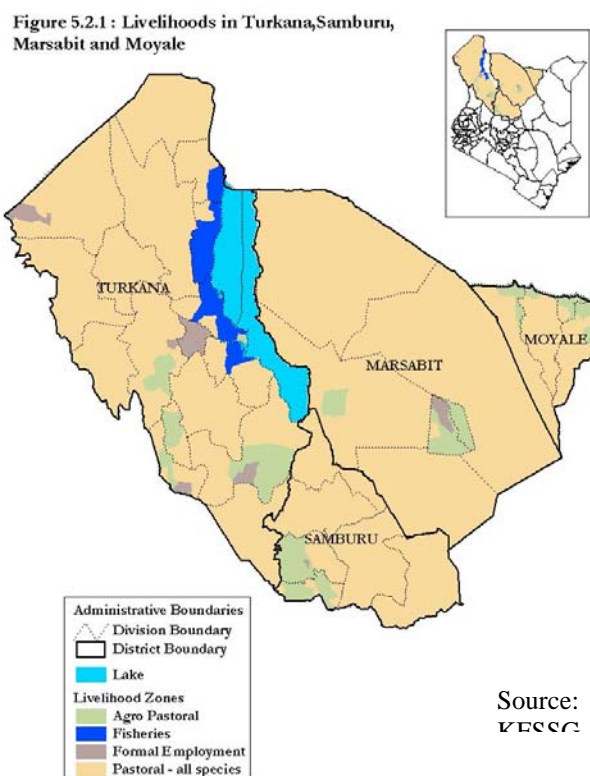 Figure 5.2.1 : Livelihoods in Turkana,Samburu,
Marsabit and Moyale
TURKANA
MOYALE
MARSABIT
SAMBURU
Administrative Boundaries
Division Boundary
District Boundary
Lake
Livelihood Zones
Agro Pastoral
Fisheries
Formal Employment
Pastoral - all species
Source:
KFSSG